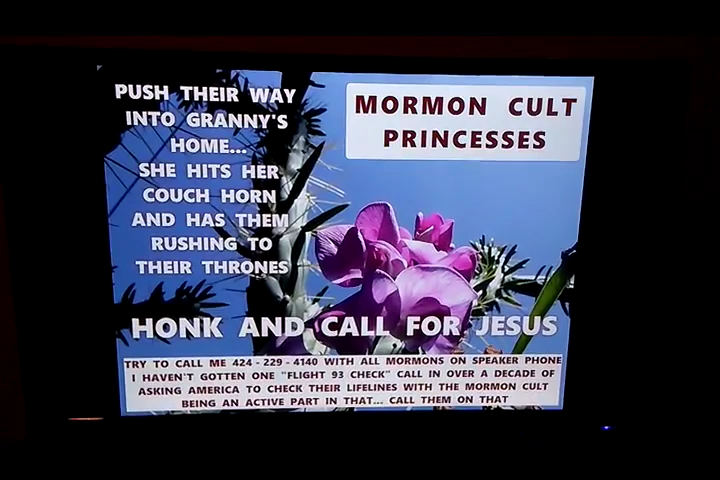 PUSH THEIR WAY
INTO GRANNY'S
HOME...
SHE HITS HER
COUCH HORN
AND HAS THEM
RUSHING TO
THEIR THRONES
MORMON CULT
PRINCESSES
HONK AND CALL FOR JESUS
TRY TO CALL ME 424 - 229 - 4140 WITH ALL MORMONS ON SPEAKER PHONE
I HAVEN'T GOTTEN ONE "FLIGHT 93 CHECK" CALL IN OVER A DECADE OF
ASKING AMERICA TO CHECK THEIR LIFELINES WITH THE MORMON CULT
BEING AN ACTIVE PART IN THAT... CALL THEM ON THAT